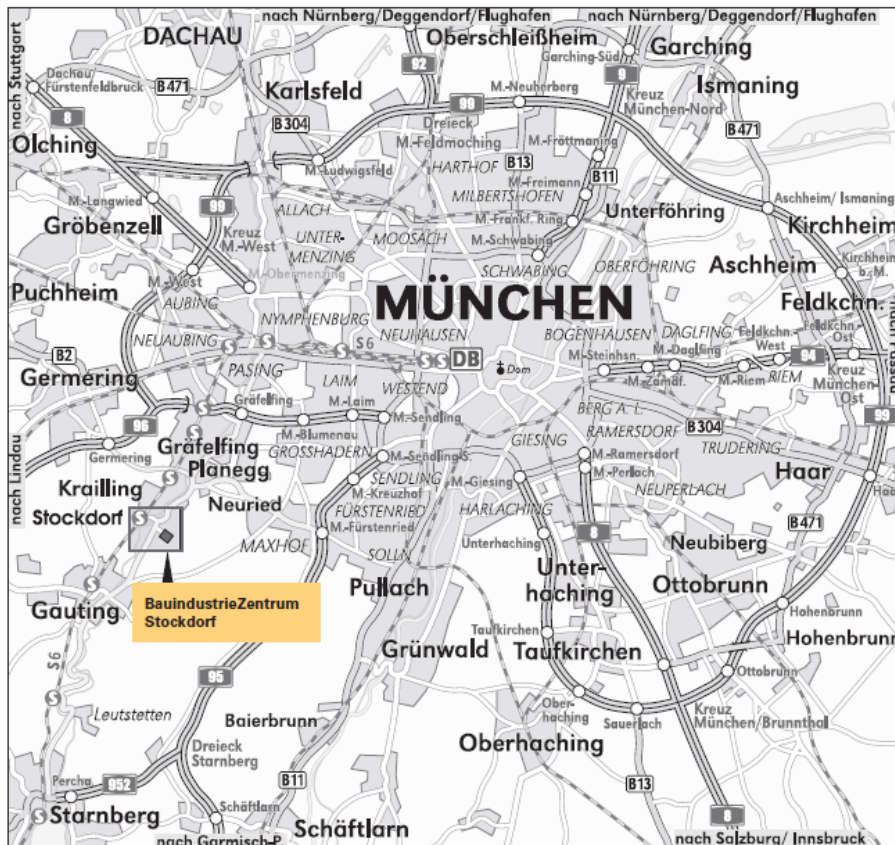 nach Nürnberg/Deggendorf/Flughafen
nach Nürnberg/Deggendorf/Flughafen
nach Stuttgart
DACHAU
Oberschleißheim
Garching
Garching-Süd
Dachau/
Fürstenfeldbruck
B471
92
9
Ismaning
Karlsfeld
99
M.-Neuherberg
Kreuz
München-Nord
8
B304
Dreieck
M.-Feldmoching
B471
Olching
M.-Fröttmaning
M.-Ludwigsfeld
HARTHOF
B13
M.-Freimann
B11
M.-Langwied
99
ALLACH
MILBERTSHOFEN
Aschheim/ Ismaning
Gröbenzell
Kreuz
M.-West
UNTER-
MENZING
MOOSACH
M.-Frankf. Ring
Unterföhring
Kirchheim
M.-Schwabing
M.-West
M.-Obermenzing
SCHWABING
OBERFÖHRING
Aschheim
Kirchheim
b. M.
Puchheim
AUBING
MÜNCHEN
Feldkchn.
NYMPHENBURG
NEUHAUSEN
BOGENHAUSEN
DAGLFING
Feldkchn.-
West
Feldkchn.-
Ost
NEUAUBING
S
S
S6
S
S
DB
Dom
M.-Steinhsn.
M.-Daglfing
94
B2
PASING
LAIM
WESTEND
M.-Zamdf.
M.-Riem
RIEM
Kreuz
München-
Ost
Germering
Gräfelfing
M.-Laim
M.-Sendling
BERG A. L.
B304
99
96
S
M.-Blumenau
GIESING
RAMERSDORF
TRUDERING
Germering
Gräfelfing
GROSSHADERN
M.-Sendling-S.
M.-Ramersdorf
nach Lindau
S
Planegg
SENDLING
M.-Giesing
M.-Perlach
Haar
Krailling
S
M.-Kreuzhof
NEUPERLACH
Neuried
FÜRSTENRIED
HARLACHING
Stockdorf
S
M.-Fürstenried
8
B471
MAXHOF
SOLLN
Unterhaching
Neubiberg
S
Pullach
Unter-
haching
Ottobrunn
Gauting
BauindustrieZentrum
Stockdorf
Hohenbrunn
Taufkirchen
Hohenbrunn
S6
Grünwald
Taufkirchen
95
Ottobrunn
S
Leutstetten
Baierbrunn
Ober-
haching
Sauerlach
Kreuz
München/Brunnthal
Dreieck
Starnberg
Oberhaching
Percha
952
B11
B13
S
Starnberg
Schäftlarn
8
Schäftlarn
nach Garmisch-P.
nach Salzburg/ Innsbruck